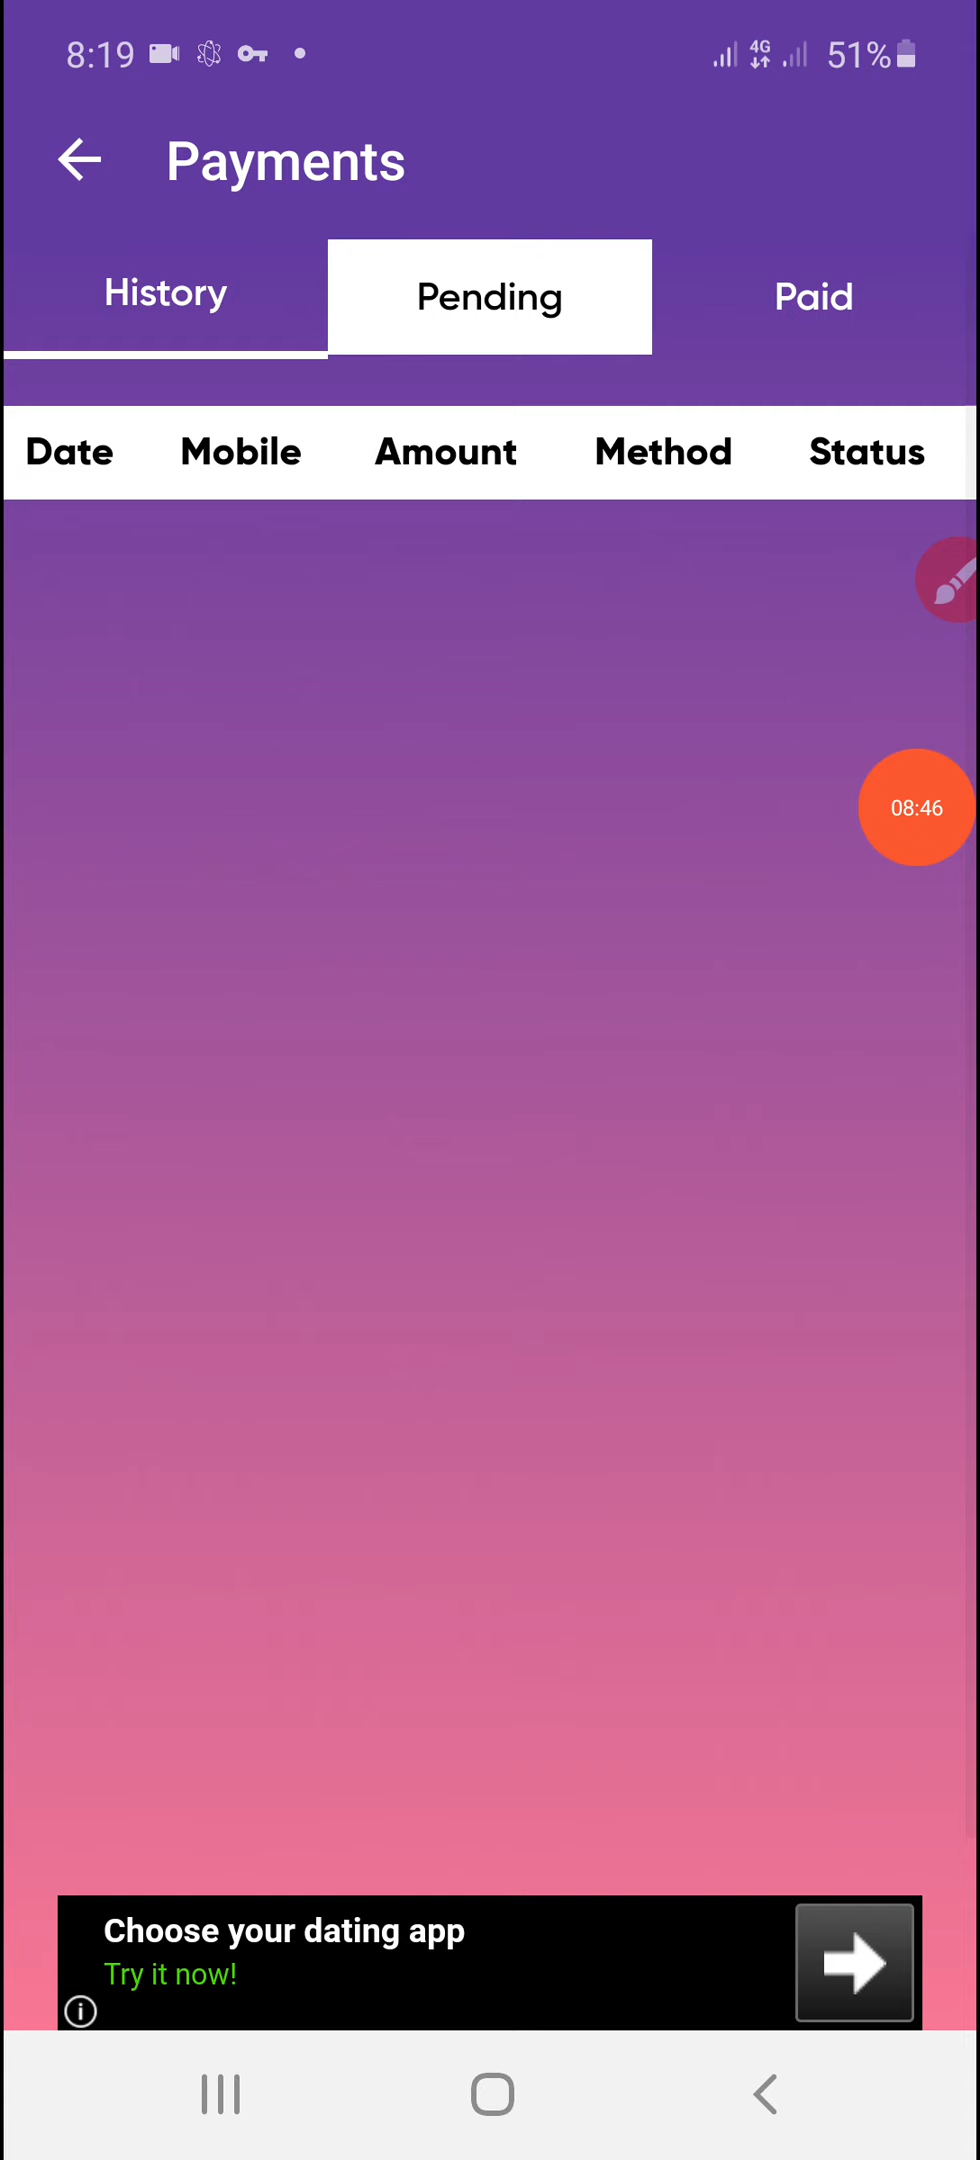 8:19 4G 51%
Payments
History Pending Paid
Date Mobile Amount Method Status
08:46
Choose your dating app
Try it now!